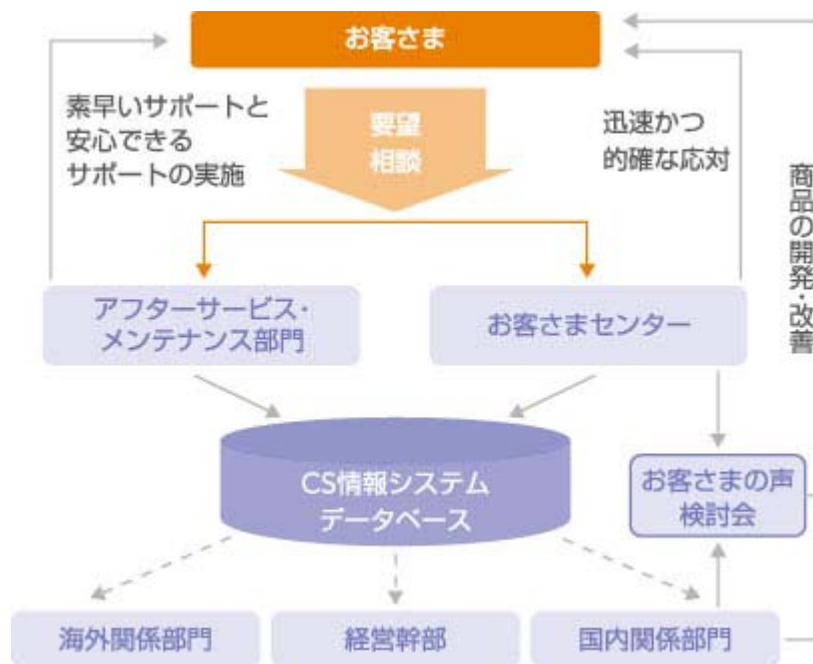 お客さま
素早いサポートと
安心できる
サポートの実施
要望
相談
迅速かつ
的確な応対
商品の開発・改善
アフターサービス・
メンテナンス部門
お客さまセンター
CS情報システム
データベース
お客さまの声
検討会
海外関係部門
経営幹部
国内関係部門